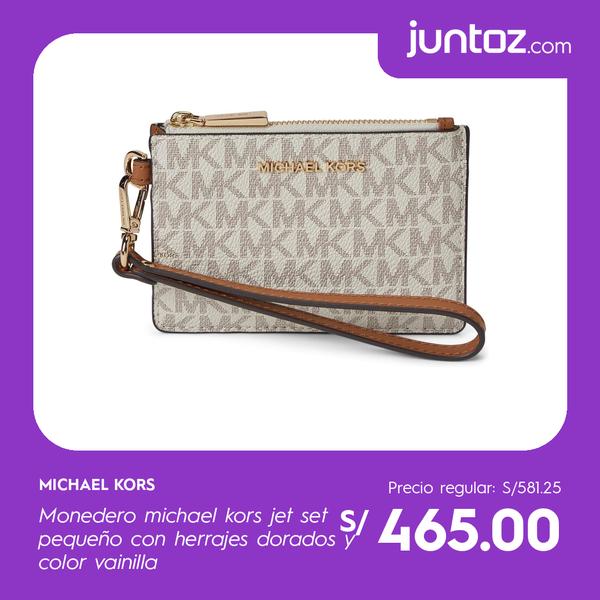 juntoz.com
MICHAEL KORS
MICHAEL KORS
Monedero michael kors jet set
pequeño con herrajes dorados y
color vainilla
Precio regular: S/581.25
S/ 465.00